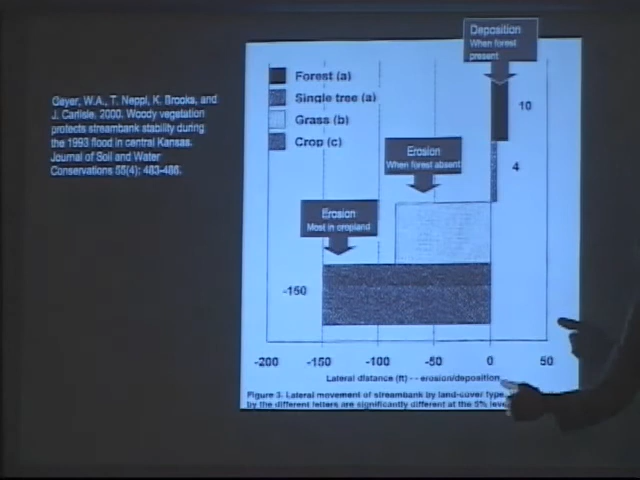 Geyer, W.A., T. Neppl, K. Brooks, and
J. Carlisle. 2000. Woody vegetation
protects streambank stability during
the 1993 flood in central Kansas.
Journal of Soil and Water
Conservations 55(4): 483-486.
Deposition
When forest
present
Forest (a)
Single tree (a)
Grass (b)
Crop (c)
10
Erosion
When forest absent
4
Erosion
Most in cropland
-150
-200 -150 -100 -50 0 50
Lateral distance (ft) - - erosion/deposition
Figure 3. Lateral movement of streambank by land-cover type.
by the different letters are significantly different at the 5%